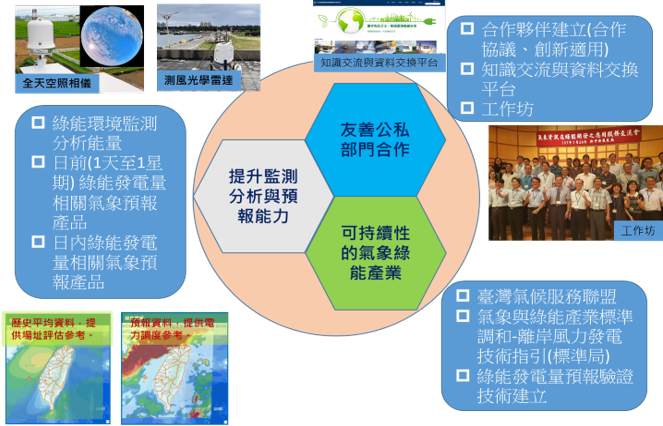 全天空照相儀
測風光學雷達
知識交流與資料交換平台
合作夥伴建立(合作
協議、創新適用)
知識交流與資料交換
平台
工作坊
綠能環境監測
分析能量
日前(1天至1星
期) 綠能發電量
相關氣象預報
產品
日內綠能發電
量相關氣象預
報產品
友善公私
部門合作
提升監測
分析與預
報能力
可持續性
的氣象綠
能產業
工作坊
歷史平均資料，提
供場址評估參考。
預報資料，提供電
力調度參考。
臺灣氣候服務聯盟
氣象與綠能產業標準
調和-離岸風力發電
技術指引(標準局)
綠能發電量預報驗證
技術建立